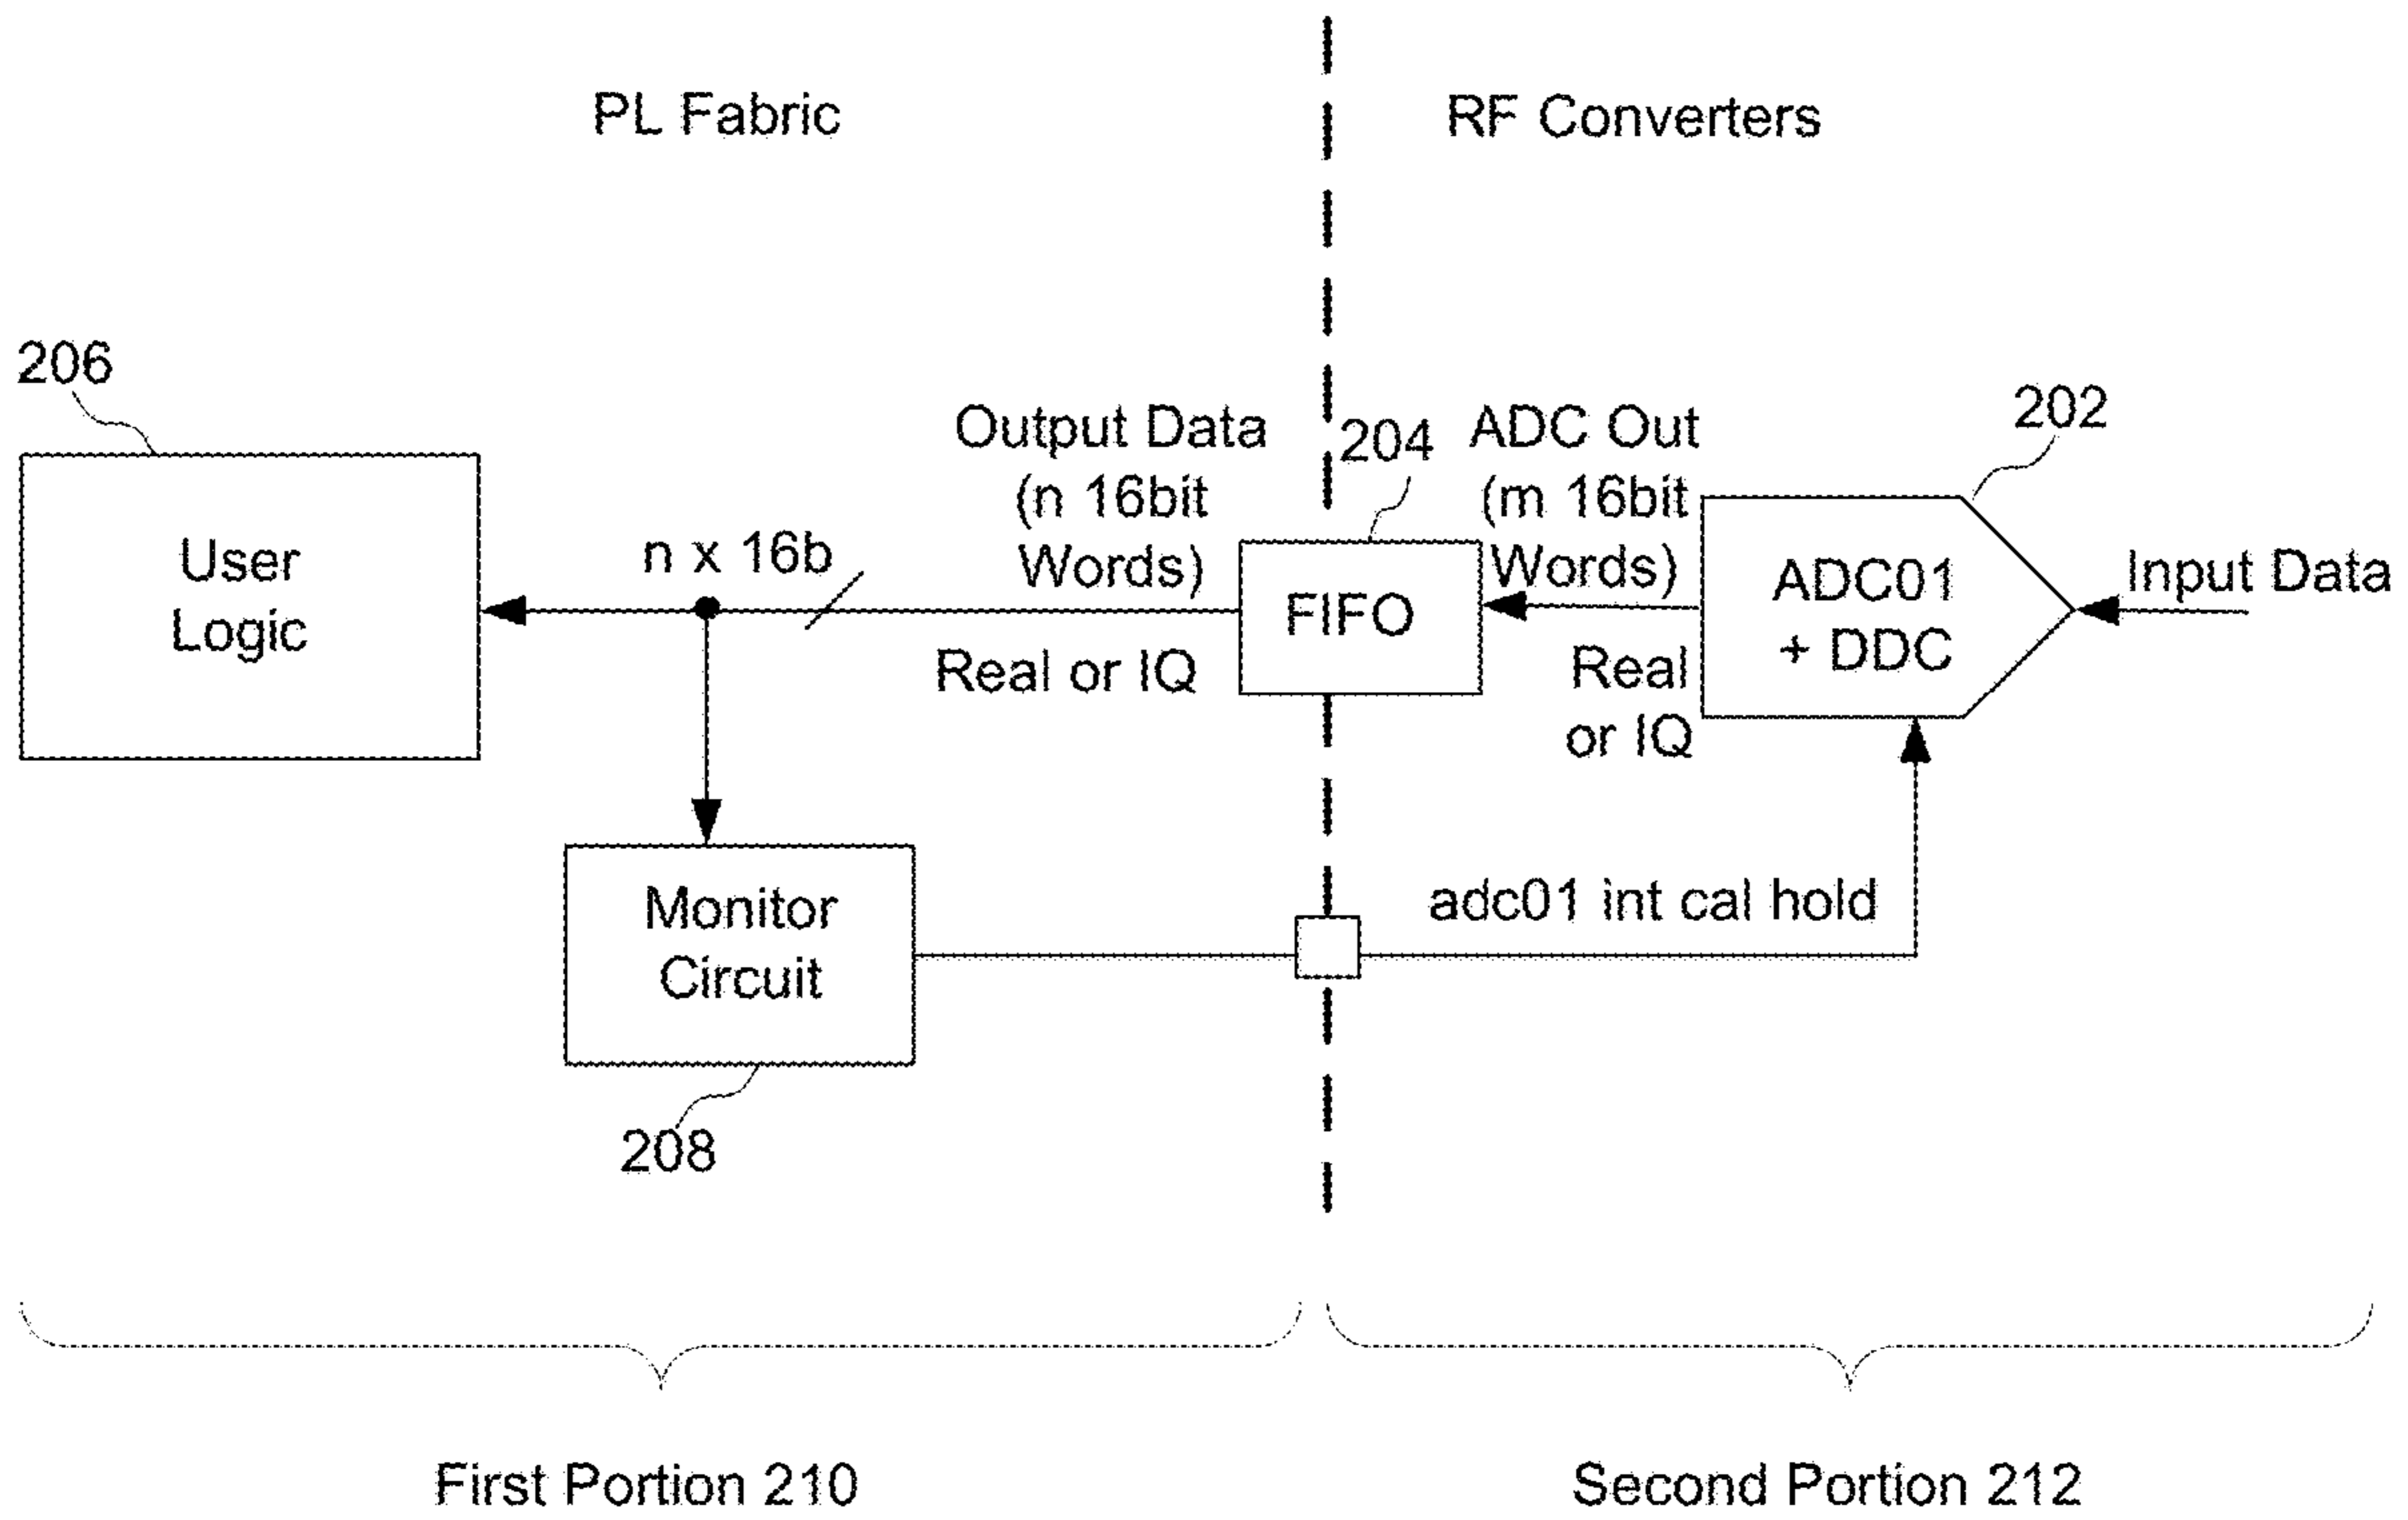 PL Fabric
RF Converters
206
User
Logic
n x 16b
Output Data
(n 16bit
Words)
Real or IQ
204
FIFO
ADC Out
(m 16bit
Words)
Real
or IQ
202
ADC01
+ DDC
Input Data
Monitor
Circuit
208
adc01 int cal hold
First Portion 210
Second Portion 212